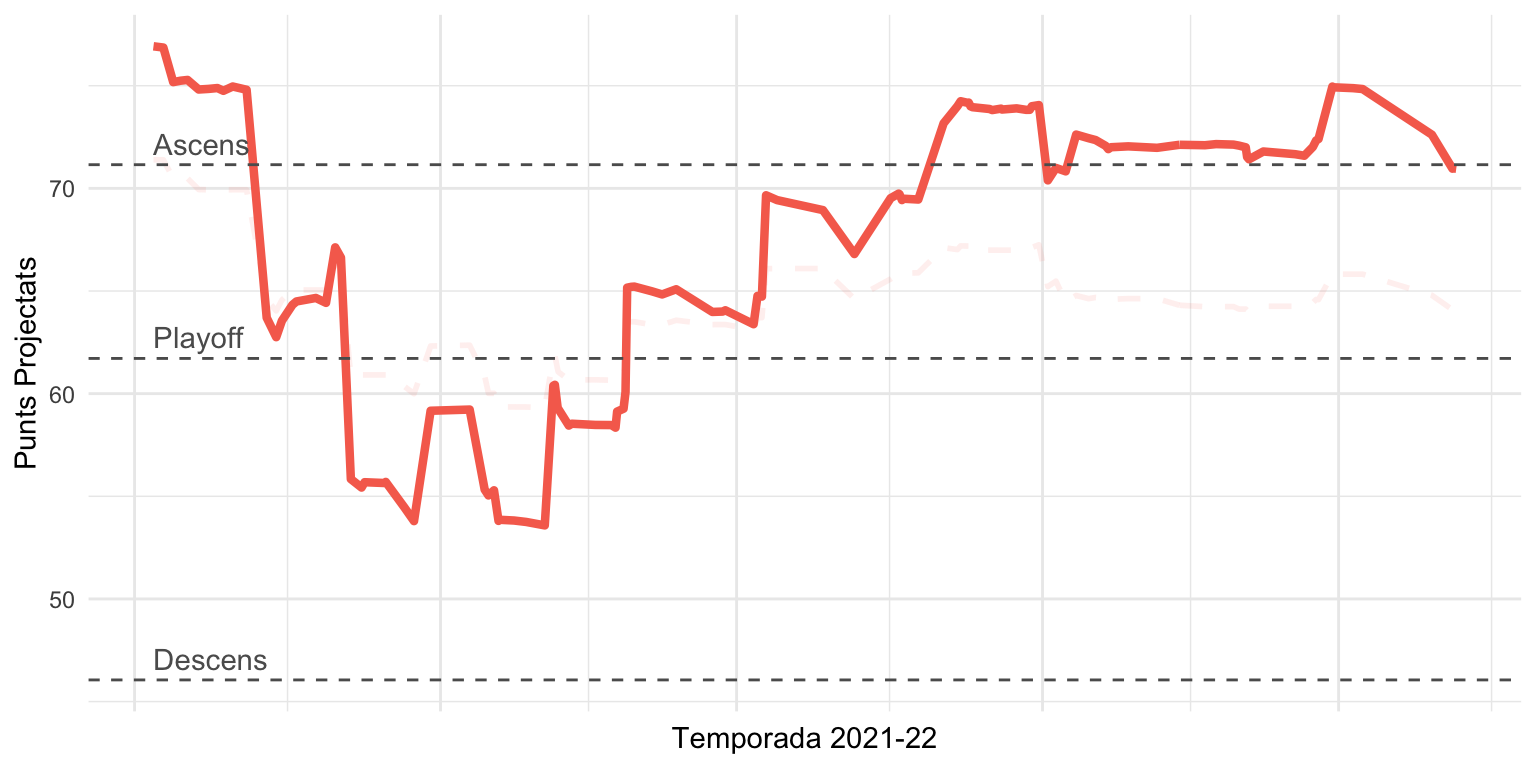 Ascens
70
Playoff
60
50
Descens
Punts Projectats
Temporada 2021-22